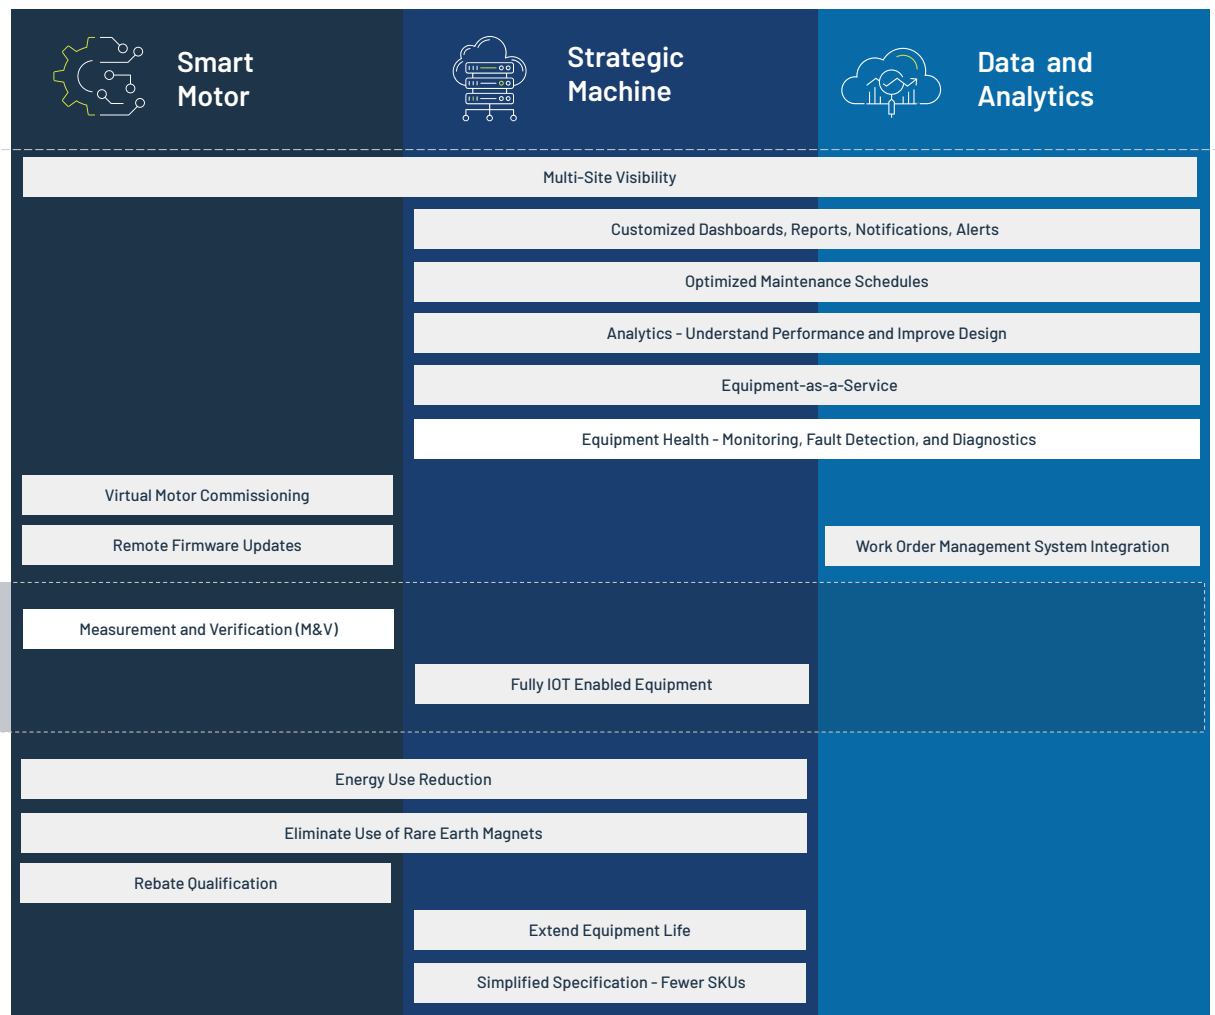 Smart
Motor
Strategic
Machine
Data and
Analytics
Multi-Site Visibility
Customized Dashboards, Reports, Notifications, Alerts
Optimized Maintenance Schedules
Analytics - Understand Performance and Improve Design
Equipment-as-a-Service
Equipment Health - Monitoring, Fault Detection, and Diagnostics
Virtual Motor Commissioning
Remote Firmware Updates
Work Order Management System Integration
Measurement and Verification (M&V)
Fully IOT Enabled Equipment
Energy Use Reduction
Eliminate Use of Rare Earth Magnets
Rebate Qualification
Extend Equipment Life
Simplified Specification - Fewer SKUs